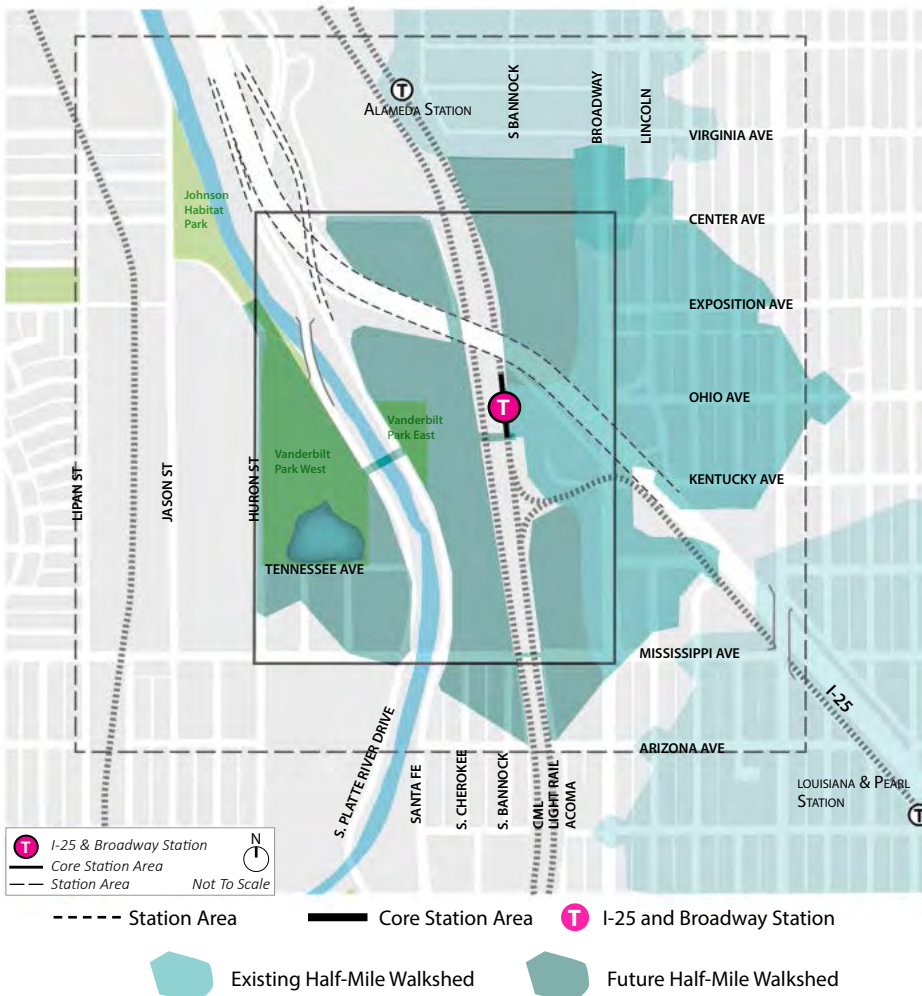 T
ALAMEDA STATION
S BANNOCK
BROADWAY
LINCOLN
VIRGINIA AVE
Johnson
Habitat
Park
CENTER AVE
EXPOSITION AVE
T
OHIO AVE
Vanderbilt
Park East
Vanderbilt
Park West
KENTUCKY AVE
LIPAN ST
JASON ST
HURON ST
TENNESSEE AVE
MISSISSIPPI AVE
I-25
ARIZONA AVE
S. PLATTE RIVER DRIVE
SANTA FE
S. CHEROKEE
S. BANNOCK
CML
LIGHT RAIL
ACOMA
LOUISIANA & PEARL
STATION
T
T I-25 & Broadway Station
N
Core Station Area
Station Area
Not To Scale
Station Area
Core Station Area
T I-25 and Broadway Station
Existing Half-Mile Walkshed
Future Half-Mile Walkshed